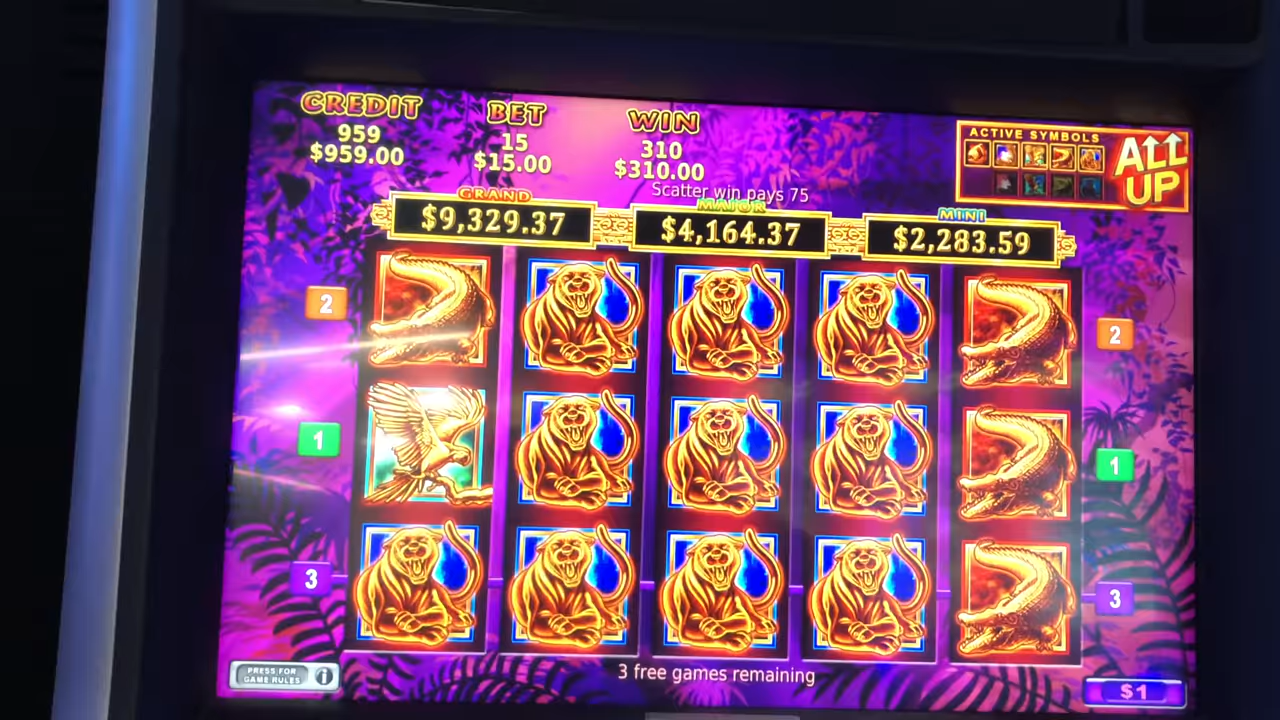 CREDIT
959
$959.00
BET
15
$15.00
WIN
310
$310.00
Scatter win pays 75
ACTIVE SYMBOLS
ALL
UP
GRAND
$9,329.37
MAJOR
$4,164.37
MINI
$2,283.59
2
2
1
1
3
3
PRESS FOR
GAME RULES
i
3 free games remaining
$1